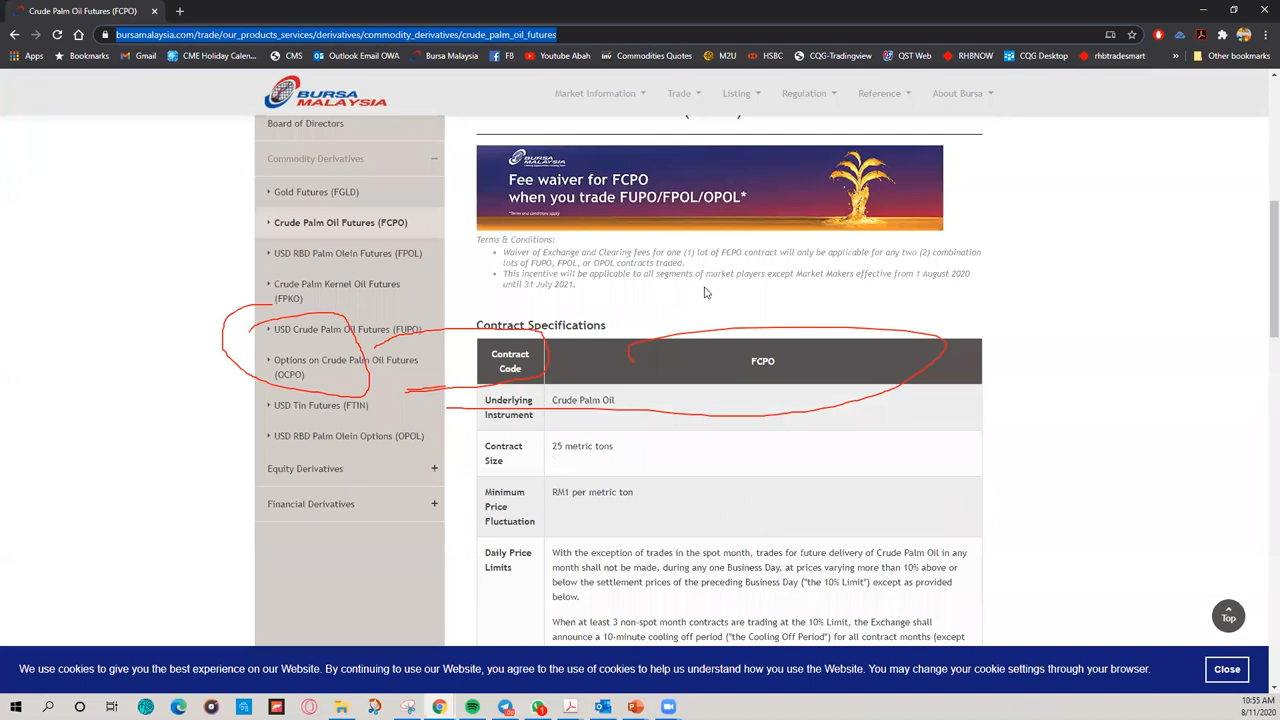 Crude Palm Oil Futures (FCPO)
bursamalaysia.com/trade/our_products_services/derivatives/commodity_derivatives/crude_palm_oil_futures
Apps
Bookmarks
Gmail
CME Holiday Calen...
CMS
Outlook Email OWA
Bursa Malaysia
FB
Youtube Abah
Commodities Quotes
M2U
HSBC
CQG-Tradingview
QST Web
RHBNOW
CQG Desktop
rhbtradesmart
»
Other bookmarks
BURSA
MALAYSIA
Market Information
Trade
Listing
Regulation
Reference
About Bursa
Board of Directors
Commodity Derivatives
Gold Futures (FGLD)
Crude Palm Oil Futures (FCPO)
USD RBD Palm Olein Futures (FPOL)
Crude Palm Kernel Oil Futures
(FPKO)
USD Crude Palm Oil Futures (FUPO)
Options on Crude Palm Oil Futures
(OCPO)
USD Tin Futures (FTIN)
USD RBD Palm Olein Options (OPOL)
Equity Derivatives
Financial Derivatives
BURSA
MALAYSIA
Fee waiver for FCPO
when you trade FUPO/FPOL/OPOL*
*Terms and conditions apply
Terms & Conditions:
Waiver of Exchange and Clearing fees for one (1) lot of FCPO contract will only be applicable for any two (2) combination
lots of FUPO, FPOL, or OPOL contracts traded.
This incentive will be applicable to all segments of market players except Market Makers effective from 1 August 2020
until 31 July 2021.
Contract Specifications
Contract
Code
FCPO
Underlying
Instrument
Crude Palm Oil
Contract
Size
25 metric tons
Minimum
Price
Fluctuation
RM1 per metric ton
Daily Price
Limits
With the exception of trades in the spot month, trades for future delivery of Crude Palm Oil in any
month shall not be made, during any one Business Day, at prices varying more than 10% above or
below the settlement prices of the preceding Business Day ("the 10% Limit") except as provided
below.
When at least 3 non-spot month contracts are trading at the 10% Limit, the Exchange shall
announce a 10-minute cooling off period ("the Cooling Off Period") for all contract months (except
Top
We use cookies to give you the best experience on our Website. By continuing to use our Website, you agree to the use of cookies to help us understand how you use the Website. You may change your cookie settings through your browser.
Close
10:55 AM
8/11/2020